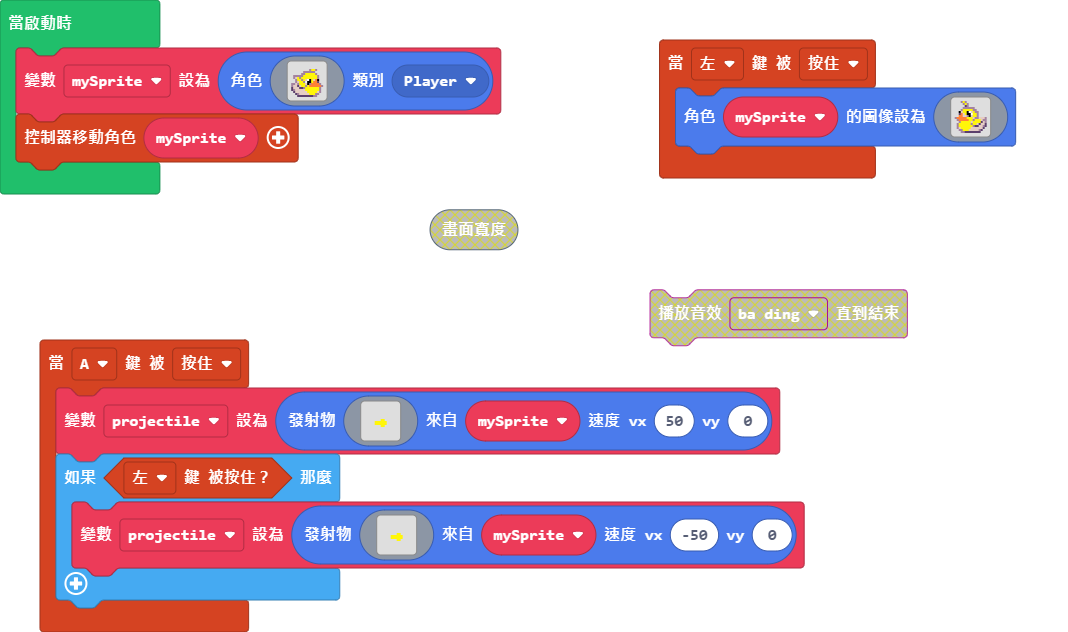 當啟動時
變數 mySprite 設為 角色 類別 Player
控制器移動角色 mySprite
當 左 鍵 被 按住
角色 mySprite 的圖像設為
畫面寬度
播放音效 ba ding 直到結束
當 A 鍵 被 按住
變數 projectile 設為 發射物 來自 mySprite 速度 vx 50 vy 0
如果 左 鍵 被按住？ 那麼
變數 projectile 設為 發射物 來自 mySprite 速度 vx -50 vy 0